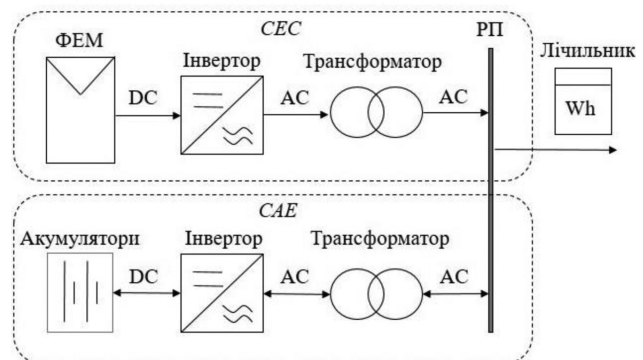 СЕС
РП
ФЕМ
Інвертор
Трансформатор
Лічильник
DC
AC
AC
Wh
САЕ
Акумулятори
Інвертор
Трансформатор
DC
AC
AC